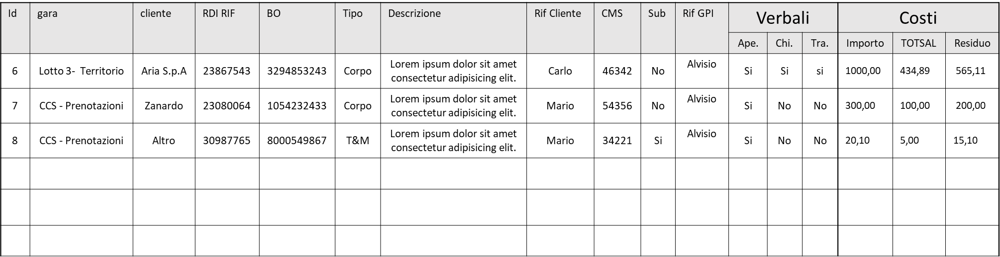 Id gara cliente RDI RIF BO Tipo Descrizione Rif Cliente CMS Sub Rif GPI Verbali Costi
Ape. Chi. Tra. Importo TOTSAL Residuo
6 Lotto 3- Territorio Aria S.p.A 23867543 3294853243 Corpo Lorem ipsum dolor sit amet
consectetur adipisicing elit. Carlo 46342 No Alvisio Si Si si 1000,00 434,89 565,11
7 CCS - Prenotazioni Zanardo 23080064 1054232433 Corpo Lorem ipsum dolor sit amet
consectetur adipisicing elit. Mario 54356 No Alvisio Si No No 300,00 100,00 200,00
8 CCS - Prenotazioni Altro 30987765 8000549867 T&M Lorem ipsum dolor sit amet
consectetur adipisicing elit. Mario 34221 Si Alvisio Si No No 20,10 5,00 15,10